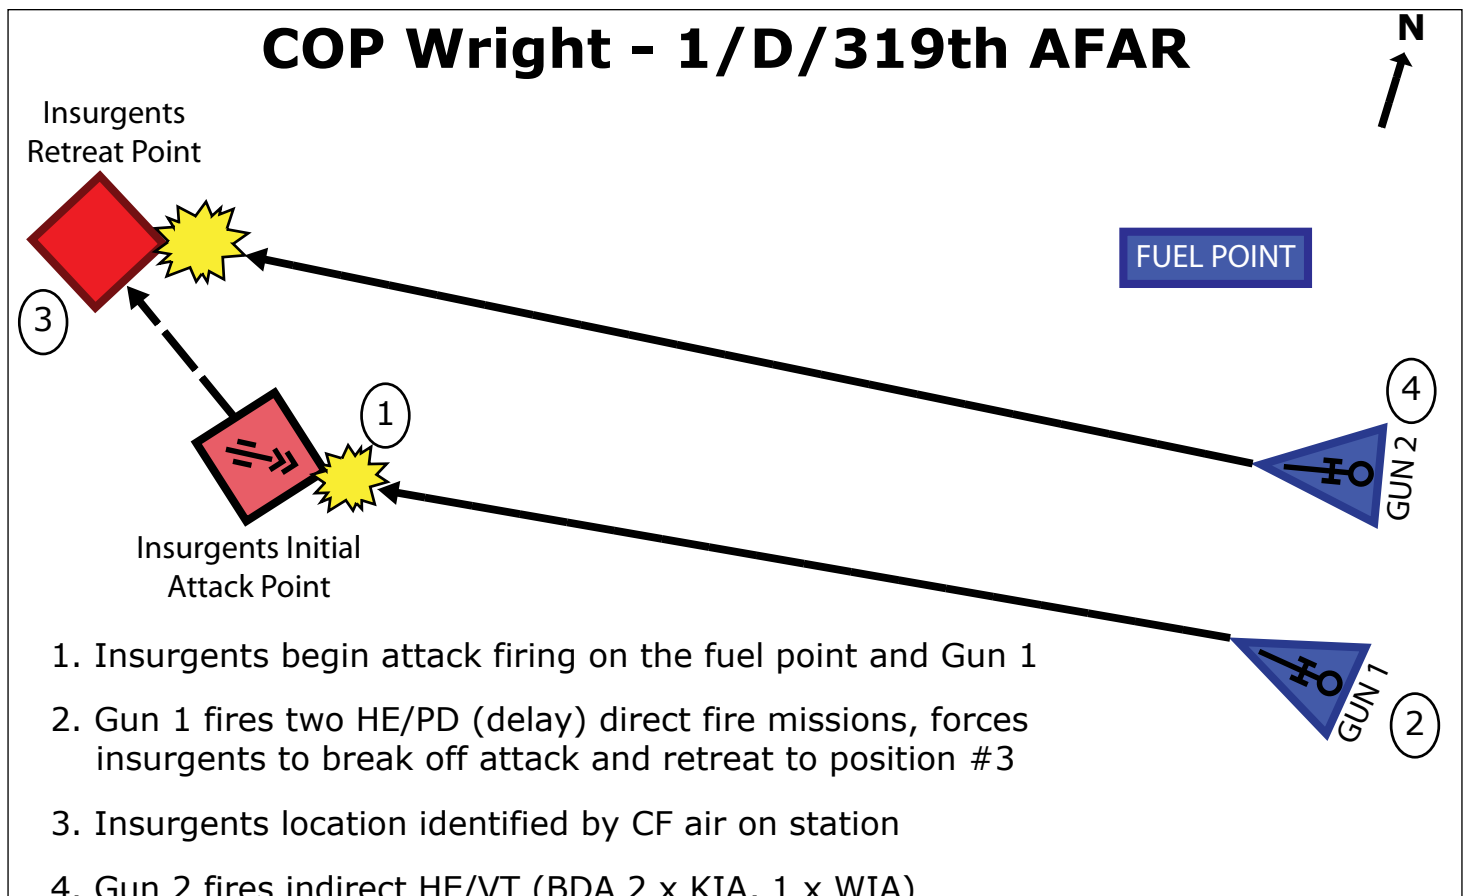 COP Wright - 1/D/319th AFAR
N
Insurgents
Retreat Point
FUEL POINT
3
1
4
GUN 2
Insurgents Initial
Attack Point
GUN 1
2
1. Insurgents begin attack firing on the fuel point and Gun 1
2. Gun 1 fires two HE/PD (delay) direct fire missions, forces
insurgents to break off attack and retreat to position #3
3. Insurgents location identified by CF air on station
4. Gun 2 fires indirect HE/VT (BDA 2 x KIA, 1 x WIA)